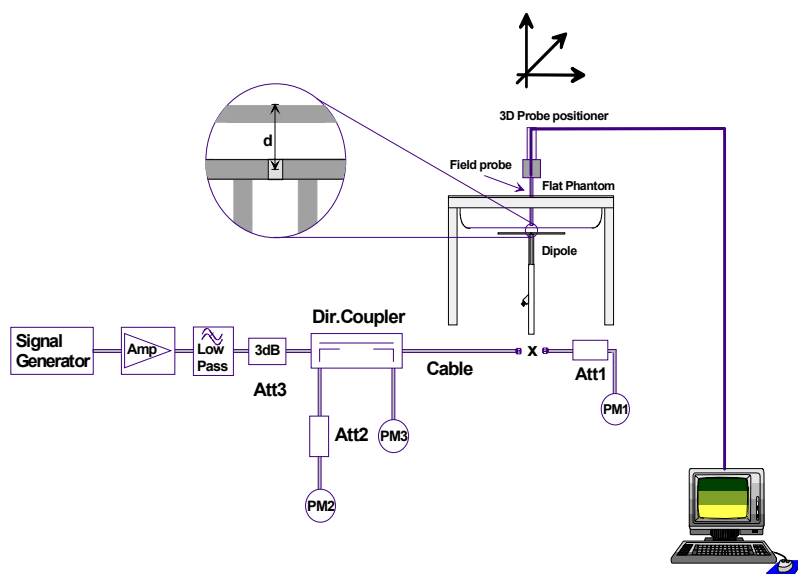 3D Probe positioner
d
Field probe
Flat Phantom
Dipole
Dir.Coupler
Signal
Generator
Amp
Low
Pass
3dB
Cable
x
Att3
Att1
PM1
Att2
PM3
PM2